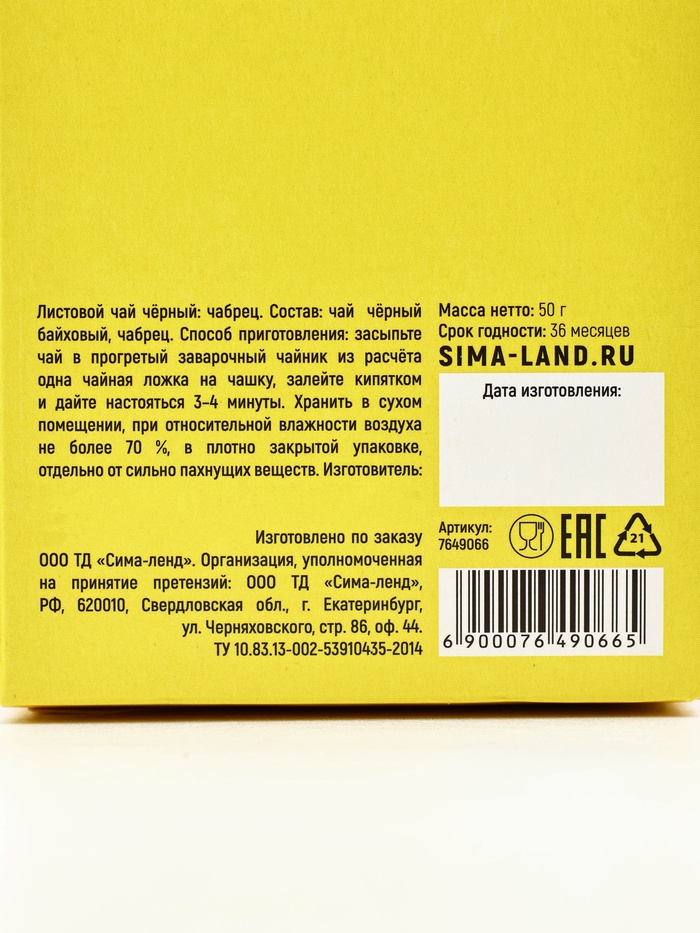 Листовой чай чёрный: чабрец. Состав: чай чёрный
байховый, чабрец. Способ приготовления: засыпьте
чай в прогретый заварочный чайник из расчёта
одна чайная ложка на чашку, залейте кипятком
и дайте настояться 3–4 минуты. Хранить в сухом
помещении, при относительной влажности воздуха
не более 70 %, в плотно закрытой упаковке,
отдельно от сильно пахнущих веществ. Изготовитель:
Изготовлено по заказу
ООО ТД «Сима-ленд». Организация, уполномоченная
на принятие претензий: ООО ТД «Сима-ленд»,
РФ, 620010, Свердловская обл., г. Екатеринбург,
ул. Черняховского, стр. 86, оф. 44.
ТУ 10.83.13-002-53910435-2014
Масса нетто: 50 г
Срок годности: 36 месяцев
SIMA-LAND.RU
Дата изготовления:
Артикул:
7649066
EAC
21
6 900076 490665